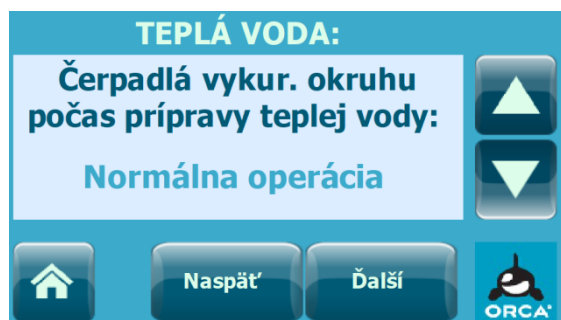 TEPLÁ VODA:
Čerpadlá vykur. okruhu
počas prípravy teplej vody:
Normálna operácia
Naspäť
Ďalší
ORCA